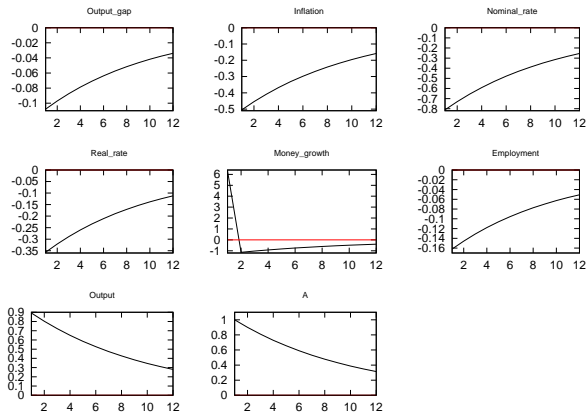 Output_gap Inflation Nominal_rate
0 0 0
-0.02 -0.1 -0.1
-0.04 -0.2 -0.2
-0.06 -0.3 -0.3
-0.08 -0.4 -0.4
-0.1 -0.5 -0.5
-0.6
-0.7
-0.8
2 4 6 8 10 12 2 4 6 8 10 12 2 4 6 8 10 12
Real_rate Money_growth Employment
0 6 0
-0.05 5 -0.02
-0.1 4 -0.04
-0.15 3 -0.06
-0.2 2 -0.08
-0.25 1 -0.1
-0.3 0 -0.12
-0.35 -1 -0.14
-0.16
2 4 6 8 10 12 2 4 6 8 10 12 2 4 6 8 10 12
Output A
0.9 1
0.8 0.8
0.7 0.6
0.6 0.4
0.5 0.2
0.4 0
0.3
0.2
0.1
0
2 4 6 8 10 12 2 4 6 8 10 12